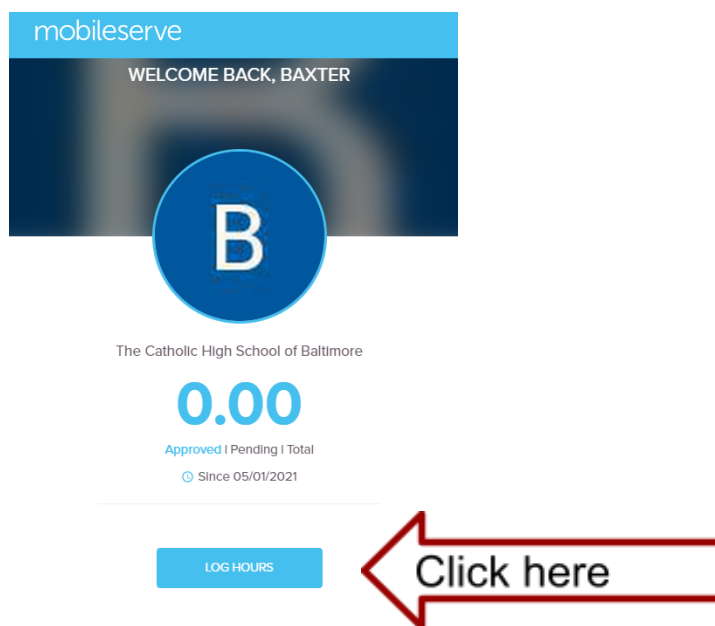 mobileserve
WELCOME BACK, BAXTER
B
The Catholic High School of Baltimore
0.00
Approved | Pending | Total
Since 05/01/2021
LOG HOURS
Click here